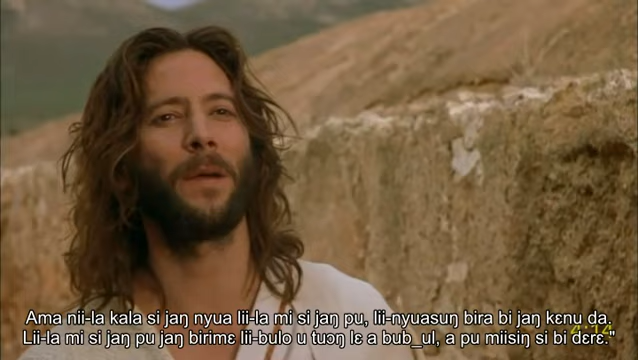 Ama nii-la kala si jaŋ nyua lii-la mi si jaŋ pu, lii-nyuasuŋ bira bi jaŋ kɛnu da.
Lii-la mi si jaŋ pu jaŋ birimɛ lii-bulo u tuɔŋ lɛ a bub_ul, a pu miisiŋ si bi dɛrɛ."
4:14